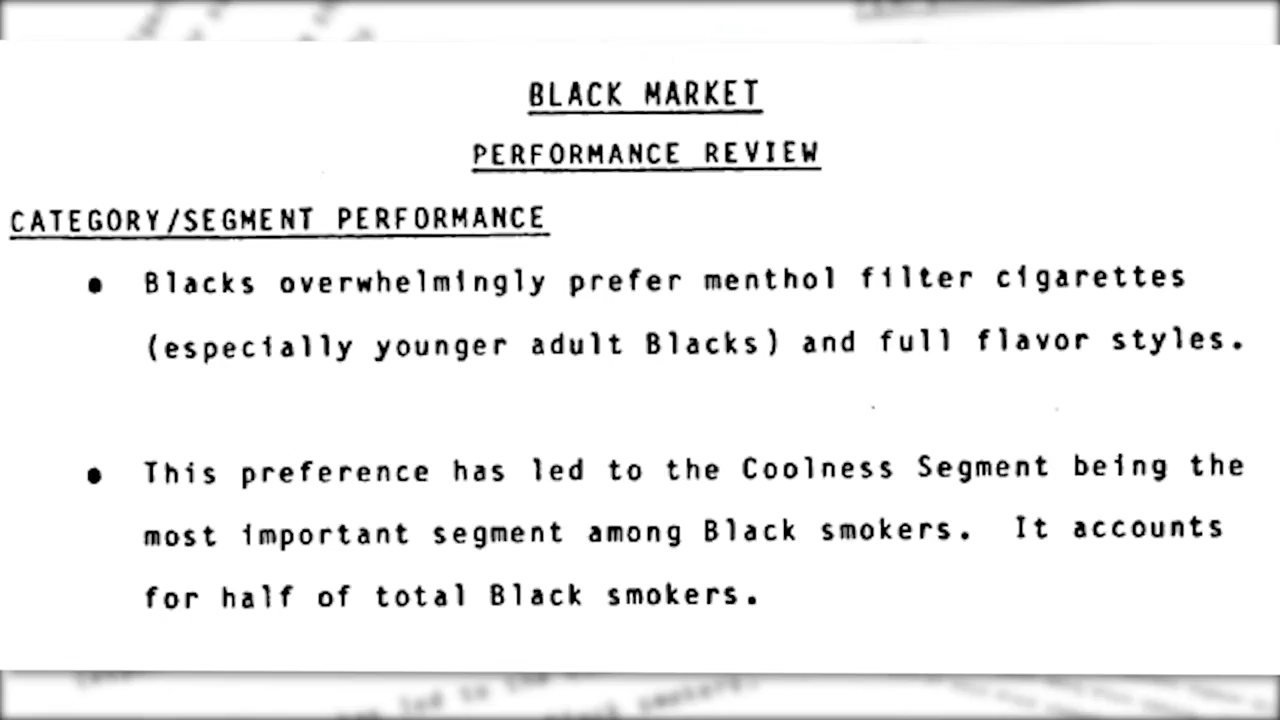 BLACK MARKET
PERFORMANCE REVIEW
CATEGORY/SEGMENT PERFORMANCE
• Blacks overwhelmingly prefer menthol filter cigarettes
(especially younger adult Blacks) and full flavor styles.
• This preference has led to the Coolness Segment being the
most important segment among Black smokers. It accounts
for half of total Black smokers.